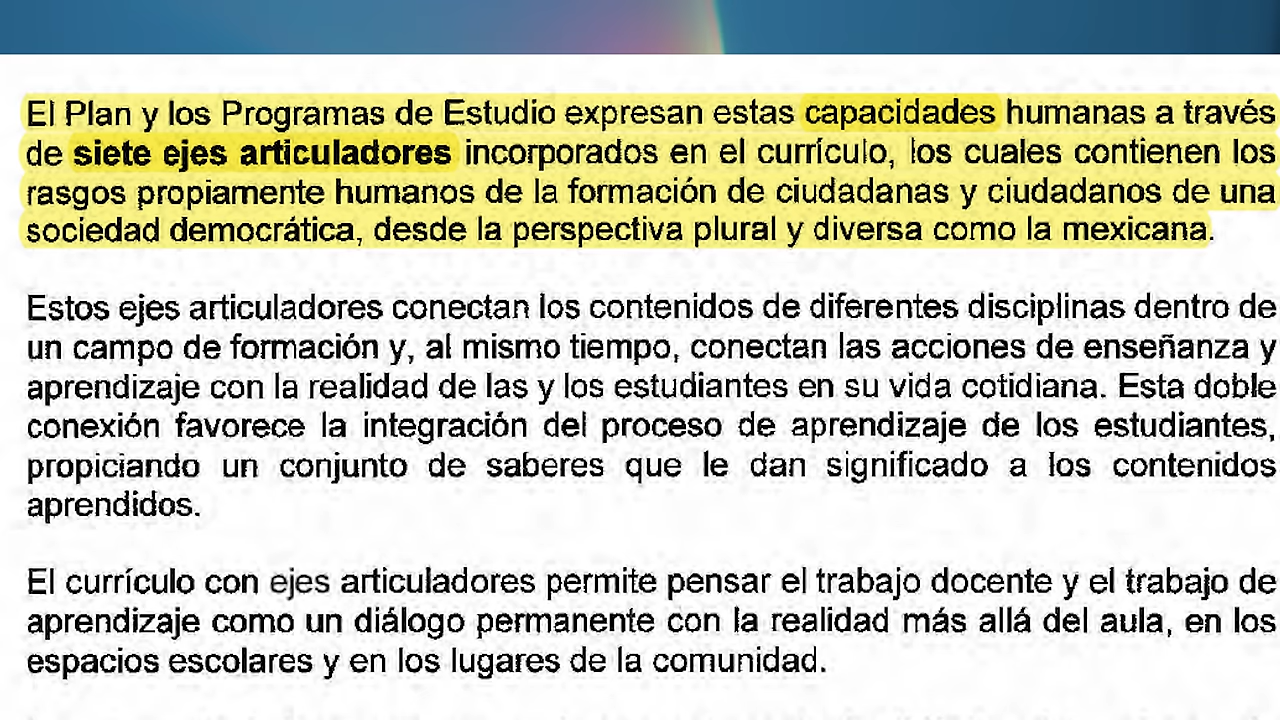 El Plan y los Programas de Estudio expresan estas capacidades humanas a través
de siete ejes articuladores incorporados en el currículo, los cuales contienen los
rasgos propiamente humanos de la formación de ciudadanas y ciudadanos de una
sociedad democrática, desde la perspectiva plural y diversa como la mexicana.
Estos ejes articuladores conectan los contenidos de diferentes disciplinas dentro de
un campo de formación y, al mismo tiempo, conectan las acciones de enseñanza y
aprendizaje con la realidad de las y los estudiantes en su vida cotidiana. Esta doble
conexión favorece la integración del proceso de aprendizaje de los estudiantes,
propiciando un conjunto de saberes que le dan significado a los contenidos
aprendidos.
El currículo con ejes articuladores permite pensar el trabajo docente y el trabajo de
aprendizaje como un diálogo permanente con la realidad más allá del aula, en los
espacios escolares y en los lugares de la comunidad.